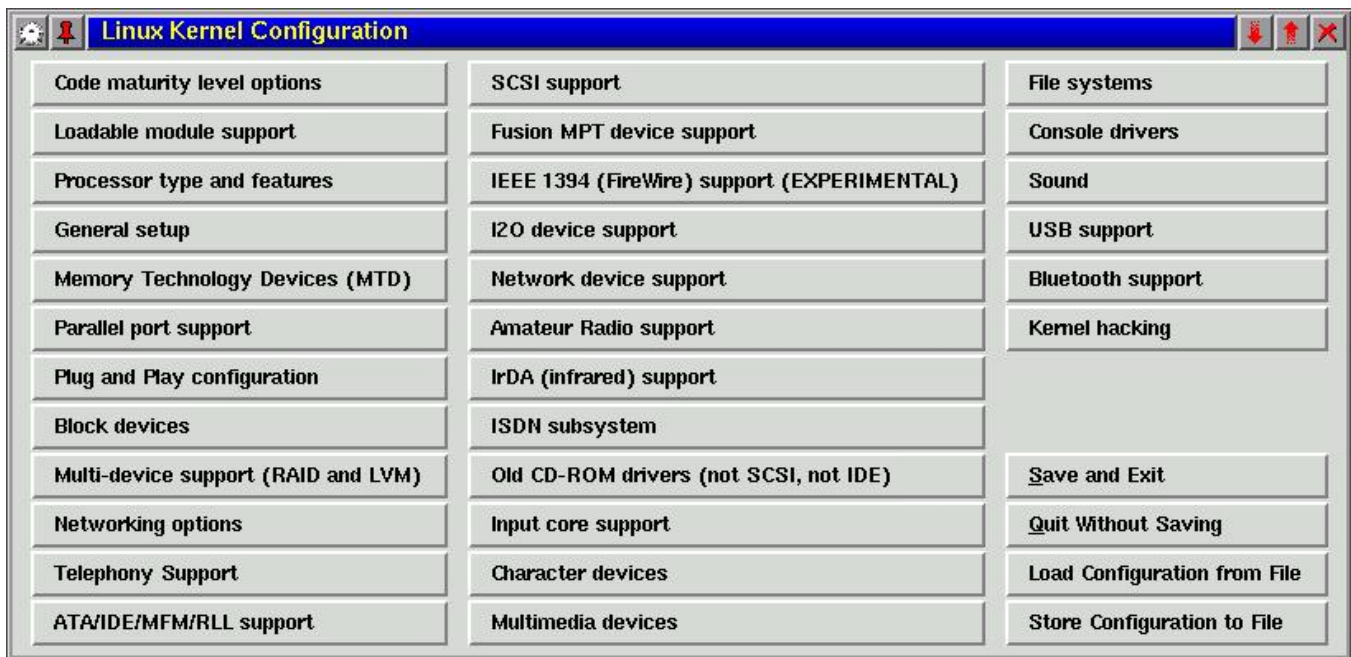 Linux Kernel Configuration
Code maturity level options
Loadable module support
Processor type and features
General setup
Memory Technology Devices (MTD)
Parallel port support
Plug and Play configuration
Block devices
Multi-device support (RAID and LVM)
Networking options
Telephony Support
ATA/IDE/MFM/RLL support
SCSI support
Fusion MPT device support
IEEE 1394 (FireWire) support (EXPERIMENTAL)
I2O device support
Network device support
Amateur Radio support
IrDA (infrared) support
ISDN subsystem
Old CD-ROM drivers (not SCSI, not IDE)
Input core support
Character devices
Multimedia devices
File systems
Console drivers
Sound
USB support
Bluetooth support
Kernel hacking
Save and Exit
Quit Without Saving
Load Configuration from File
Store Configuration to File